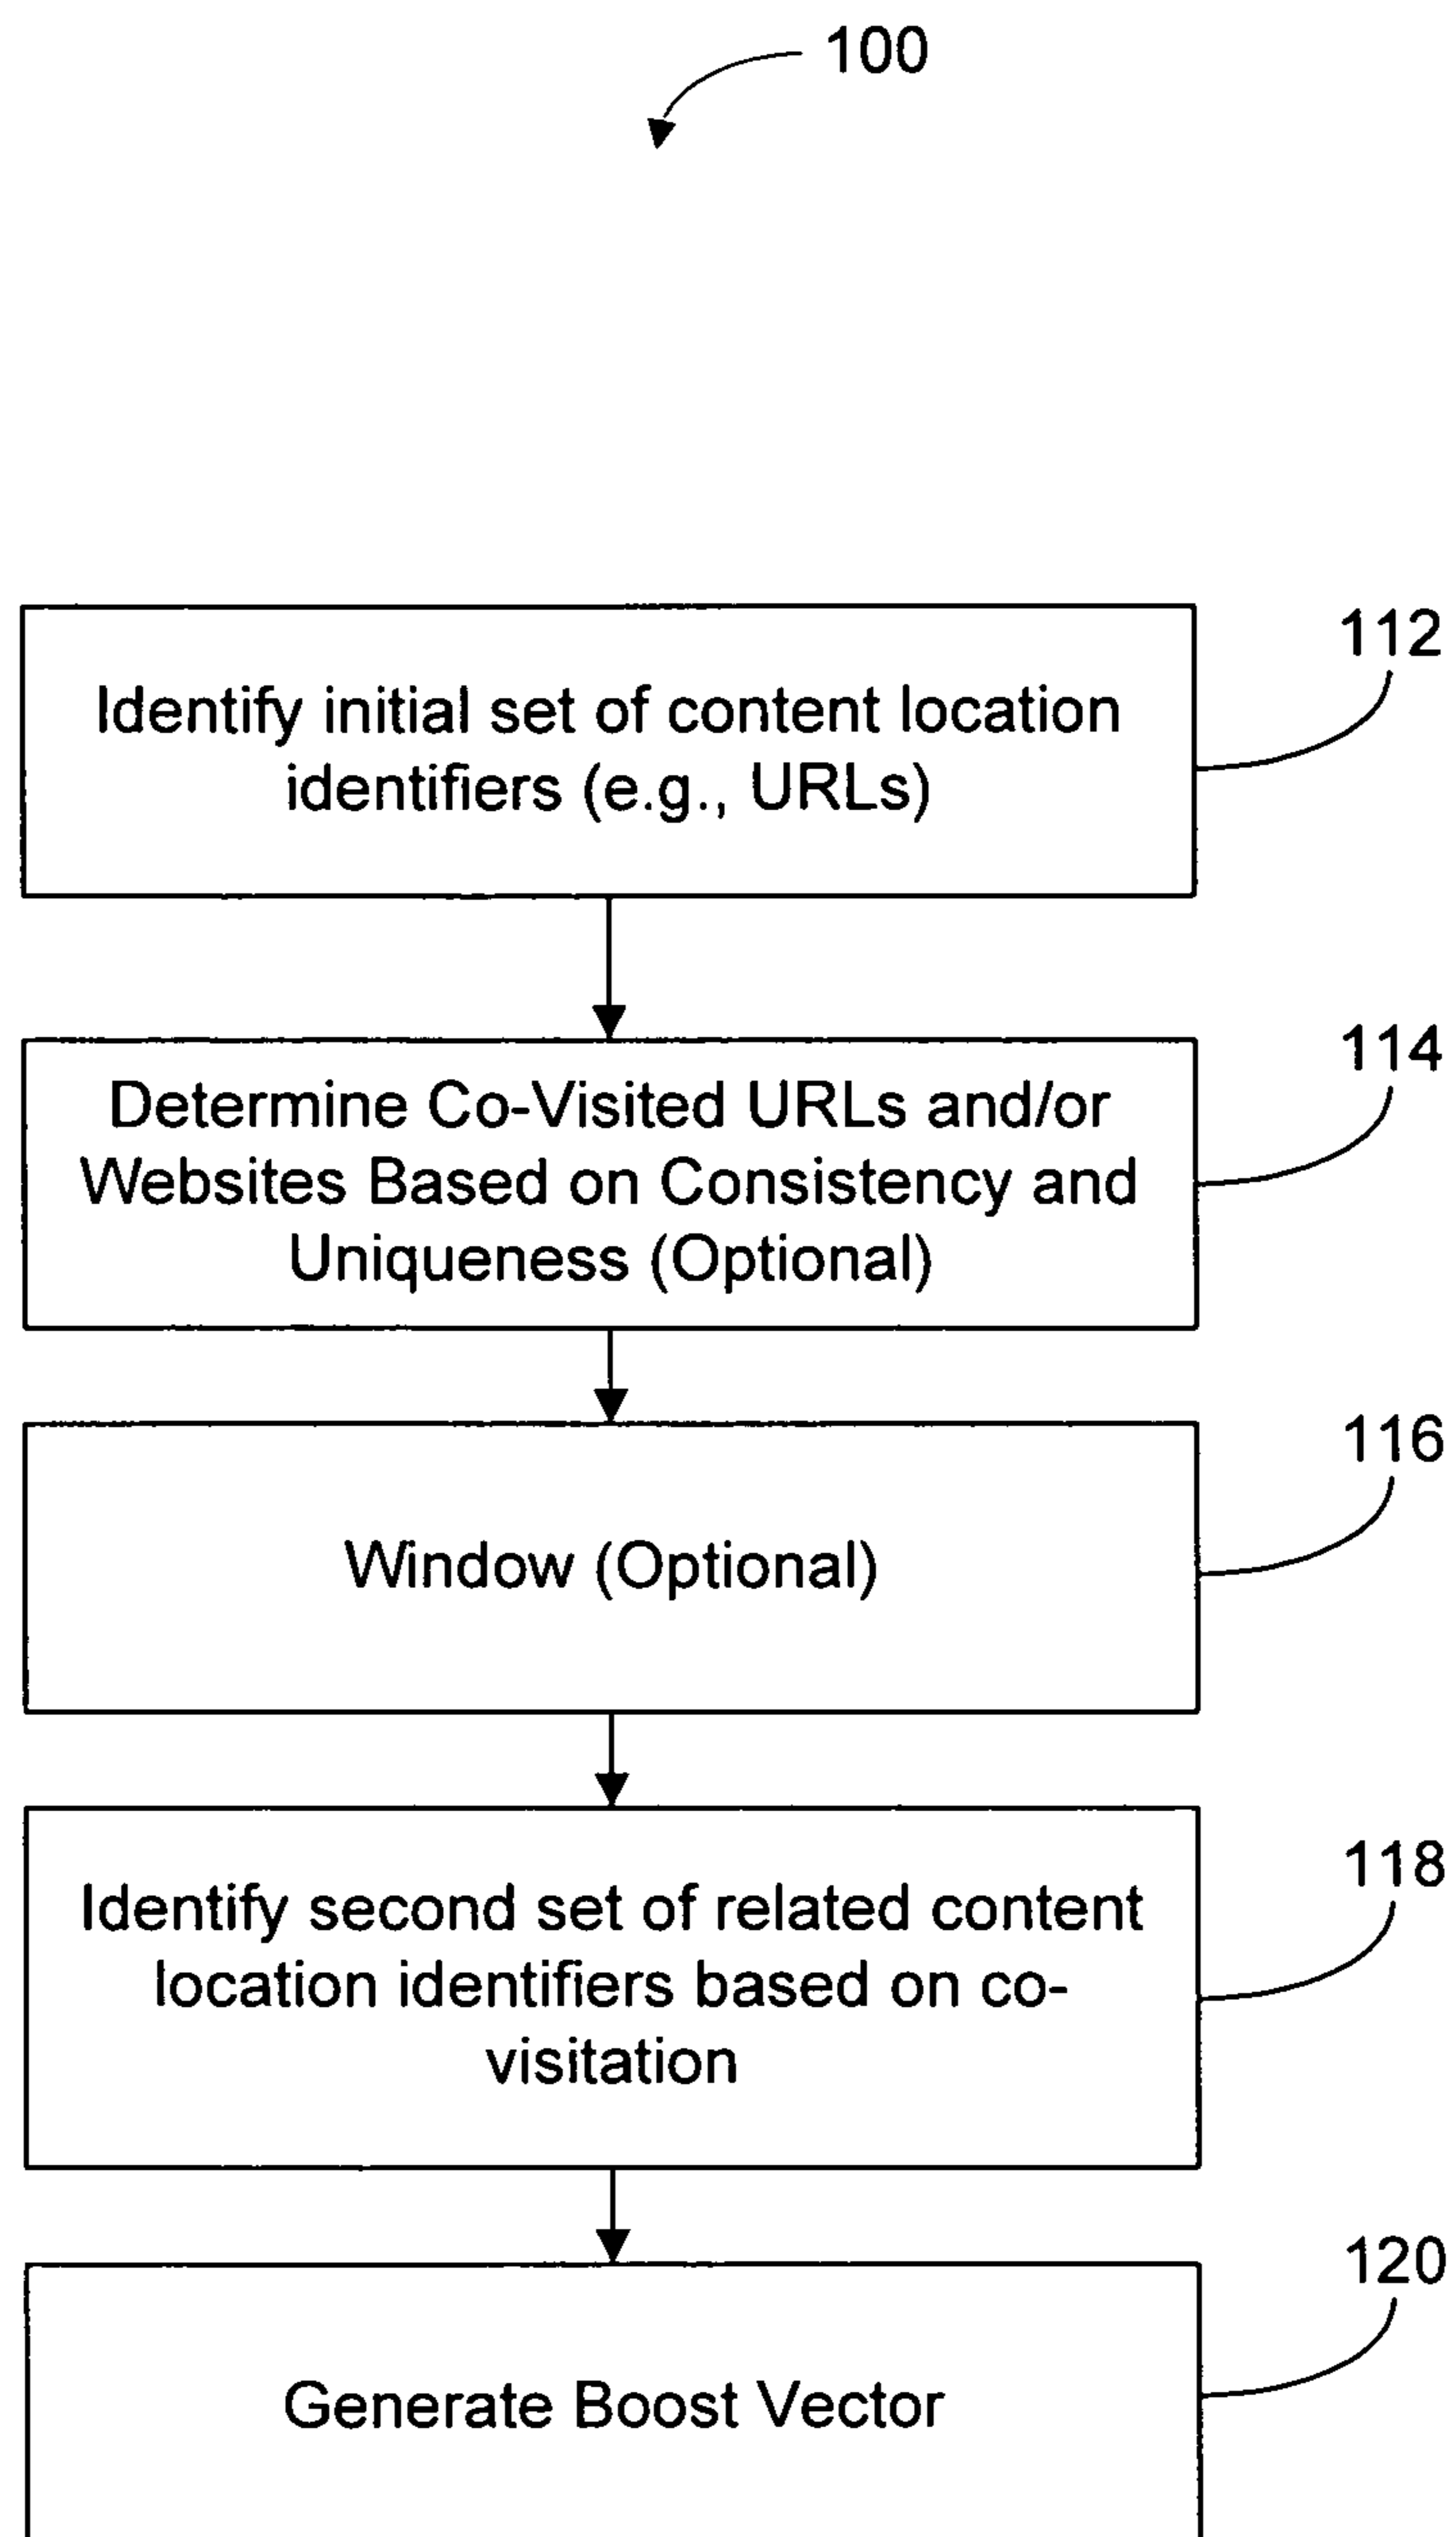 100
112
Identify initial set of content location
identifiers (e.g., URLs)
114
Determine Co-Visited URLs and/or
Websites Based on Consistency and
Uniqueness (Optional)
116
Window (Optional)
118
Identify second set of related content
location identifiers based on co-
visitation
120
Generate Boost Vector